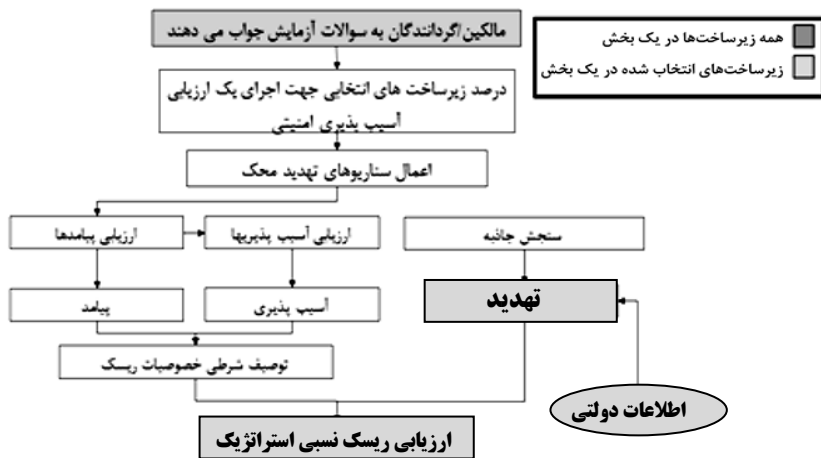 مالکین/گردانندگان به سوالات آزمایش جواب می دهند
همه زیرساخت‌ها در یک بخش
زیرساخت‌های انتخاب شده در یک بخش
درصد زیرساخت های انتخابی جهت اجرای یک ارزیابی
آسیب پذیری امنیتی
اعمال سناریوهای تهدید محک
ارزیابی پیامدها
ارزیابی آسیب پذیریها
ستجش جاذبه
پیامد
آسیب پذیری
تهدید
توصیف شرطی خصوصیات ریسک
اطلاعات دولتی
ارزیابی ریسک نسبی استراتژیک